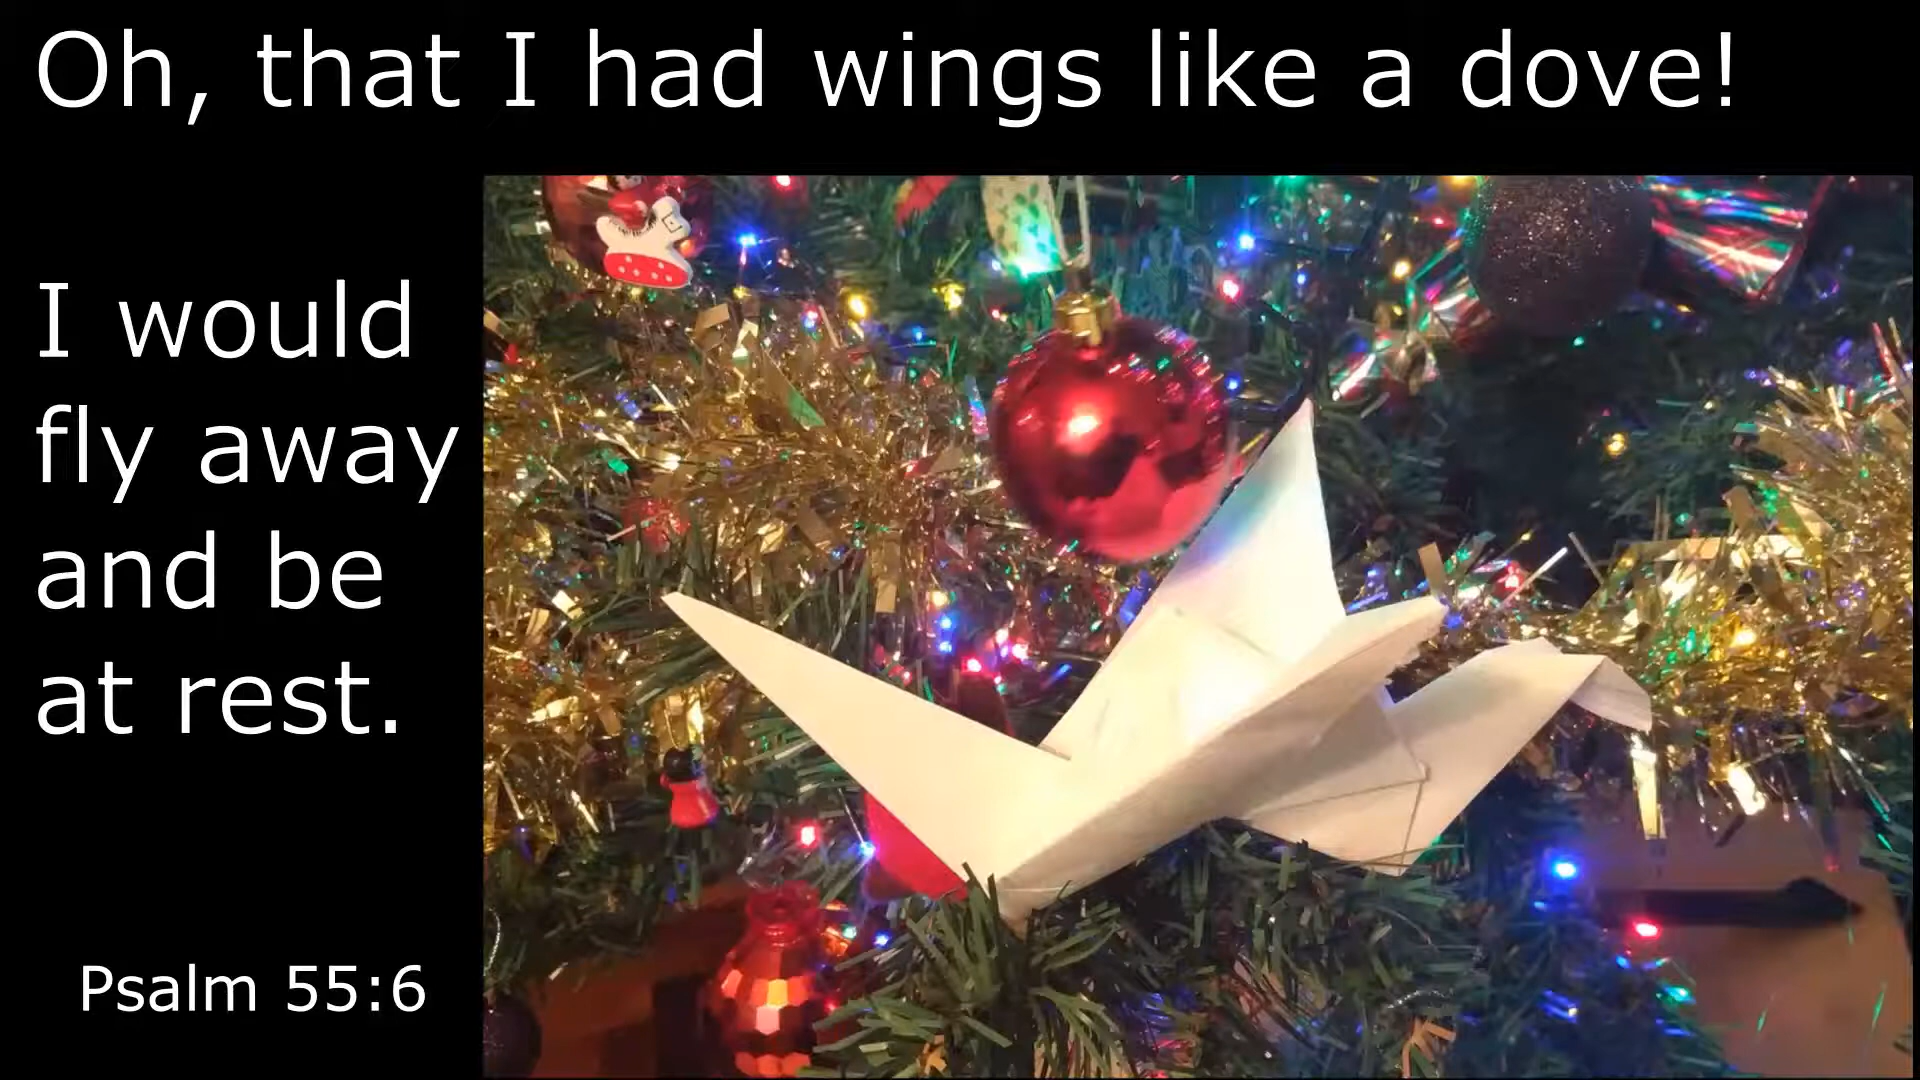 Oh, that I had wings like a dove!
I would
fly away
and be
at rest.
Psalm 55:6